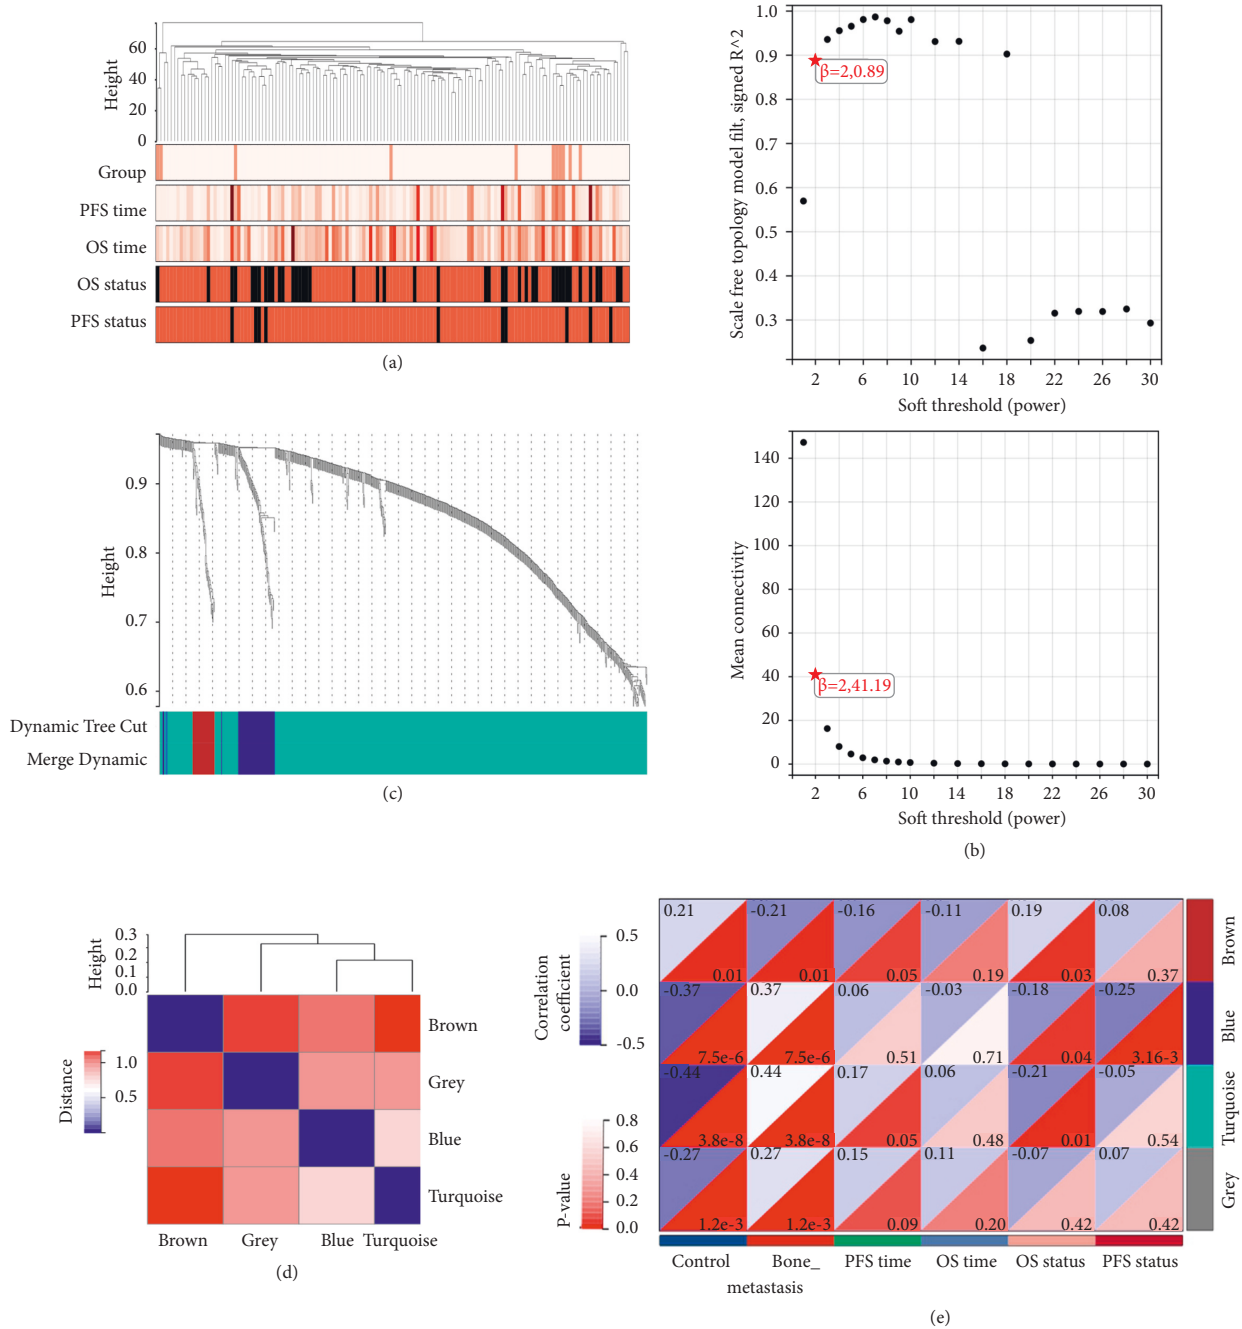 Height
60
40
20
0
Group
PFS time
OS time
OS status
PFS status
(a)
Scale free topology model filt, signed R^2
1.0
0.9
0.8
0.7
0.6
0.5
0.4
0.3
β=2,0.89
2 6 10 14 18 22 26 30
Soft threshold (power)
Mean connectivity
140
120
100
80
60
40
20
0
β=2,41.19
2 6 10 14 18 22 26 30
Soft threshold (power)
(b)
Height
0.9
0.8
0.7
0.6
Dynamic Tree Cut
Merge Dynamic
(c)
Height
0.3
0.2
0.1
0.0
Distance
1.0
0.5
Brown
Grey
Blue
Turquoise
Brown Grey Blue Turquoise
(d)
Correlation
coefficient
0.5
0.0
-0.5
P-value
0.8
0.6
0.4
0.2
0.0
0.21 -0.21 -0.16 -0.11 0.19 0.08
0.01 0.01 0.05 0.19 0.03 0.37
-0.37 0.37 0.06 -0.03 -0.18 -0.25
7.5e-6 7.5e-6 0.51 0.71 0.04 3.16-3
-0.44 0.44 0.17 0.06 -0.21 -0.05
3.8e-8 3.8e-8 0.05 0.48 0.01 0.54
-0.27 0.27 0.15 0.11 -0.07 0.07
1.2e-3 1.2e-3 0.09 0.20 0.42 0.42
Brown
Blue
Turquoise
Grey
Control Bone_ PFS time OS time OS status PFS status
metastasis
(e)